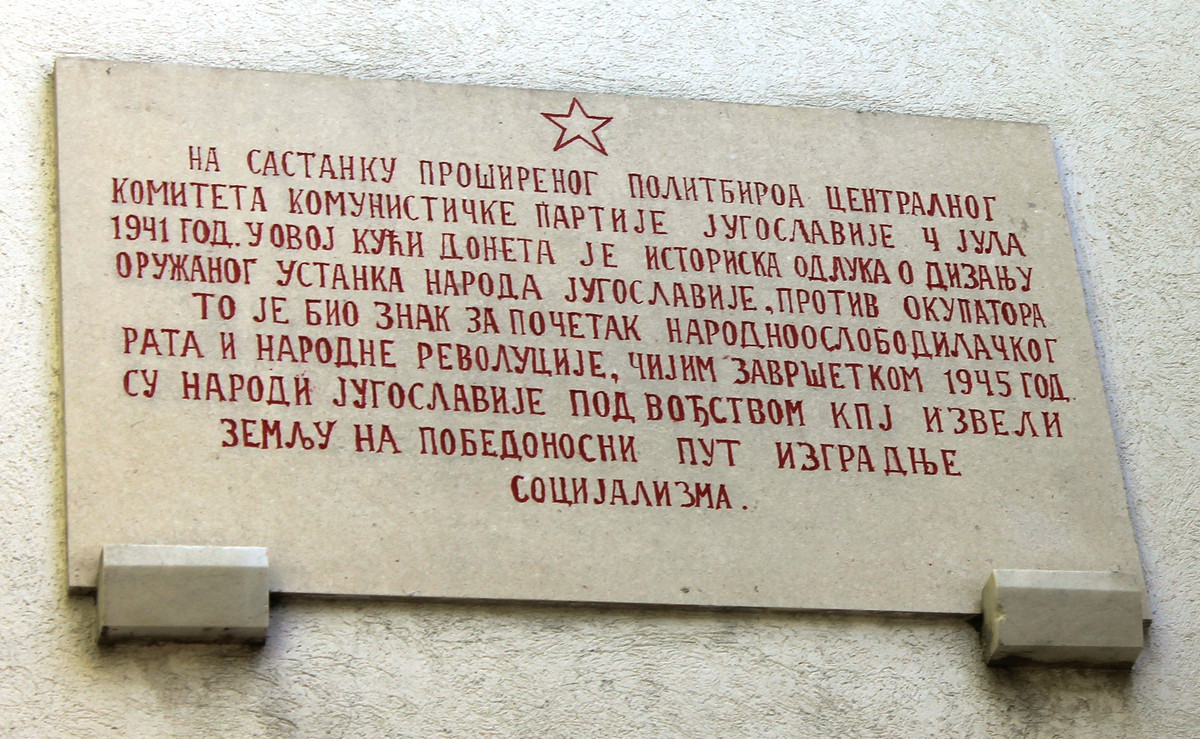 НА САСТАНКУ ПРОШИРЕНОГ ПОЛИТБИРОА ЦЕНТРАЛНОГ
КОМИТЕТА КОМУНИСТИЧКЕ ПАРТИЈЕ ЈУГОСЛАВИЈЕ 4 ЈУЛА
1941 ГОД. У ОВОЈ КУЋИ ДОНЕТА ЈЕ ИСТОРИСКА ОДЛУКА О ДИЗАЊУ
ОРУЖАНОГ УСТАНКА НАРОДА ЈУГОСЛАВИЈЕ, ПРОТИВ ОКУПАТОРА
ТО ЈЕ БИО ЗНАК ЗА ПОЧЕТАК НАРОДНООСЛОБОДИЛАЧКОГ
РАТА И НАРОДНЕ РЕВОЛУЦИЈЕ, ЧИЈИМ ЗАВРШЕТКОМ 1945 ГОД.
СУ НАРОДИ ЈУГОСЛАВИЈЕ ПОД ВОЂСТВОМ КПЈ ИЗВЕЛИ
ЗЕМЉУ НА ПОБЕДОНОСНИ ПУТ ИЗГРАДЊЕ
СОЦИЈАЛИЗМА.